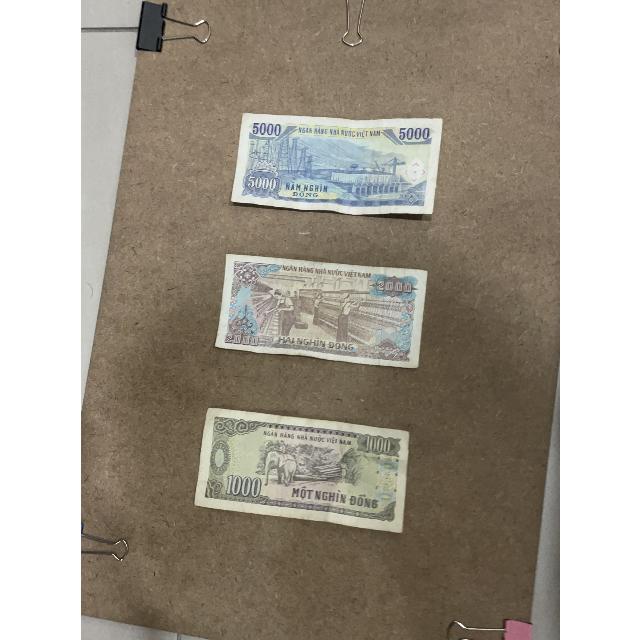 5000 NGÂN HÀNG NHÀ NƯỚC VIỆT NAM 5000
5000 NĂM NGHÌN
ĐỒNG
NGÂN HÀNG NHÀ NƯỚC VIỆT NAM
2000
2000 HAI NGHÌN ĐỒNG
NGÂN HÀNG NHÀ NƯỚC VIỆT NAM 1000
1000 MỘT NGHÌN ĐỒNG